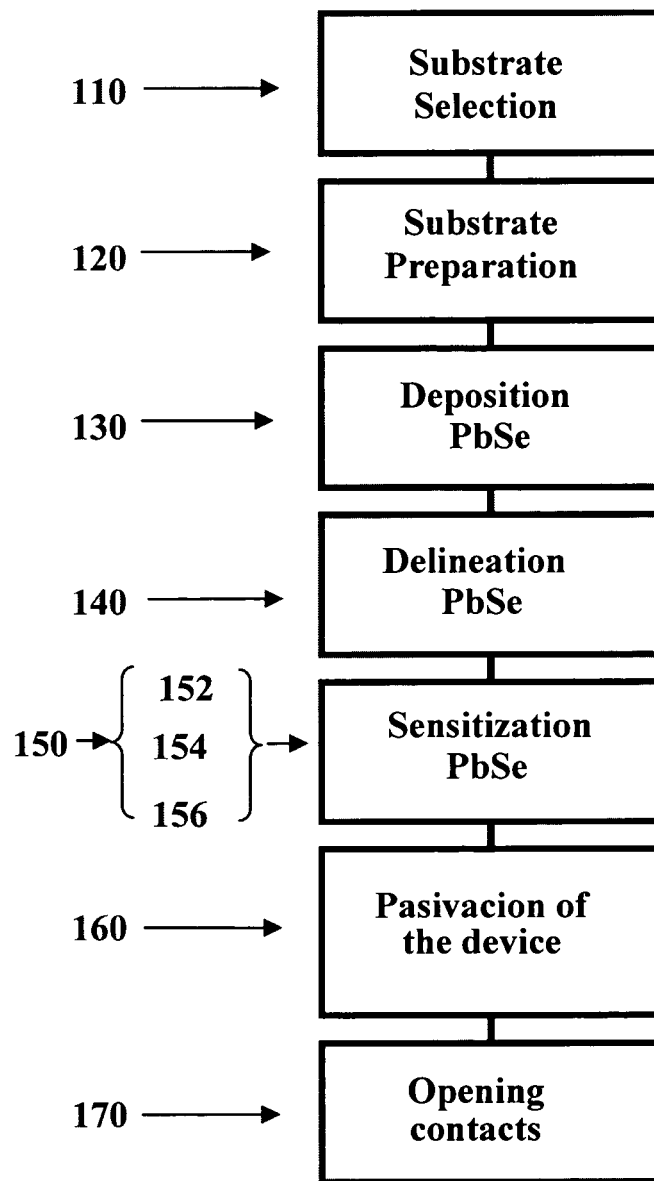 110
Substrate
Selection
120
Substrate
Preparation
130
Deposition
PbSe
140
Delineation
PbSe
150
152
154
156
Sensitization
PbSe
160
Pasivacion of
the device
170
Opening
contacts